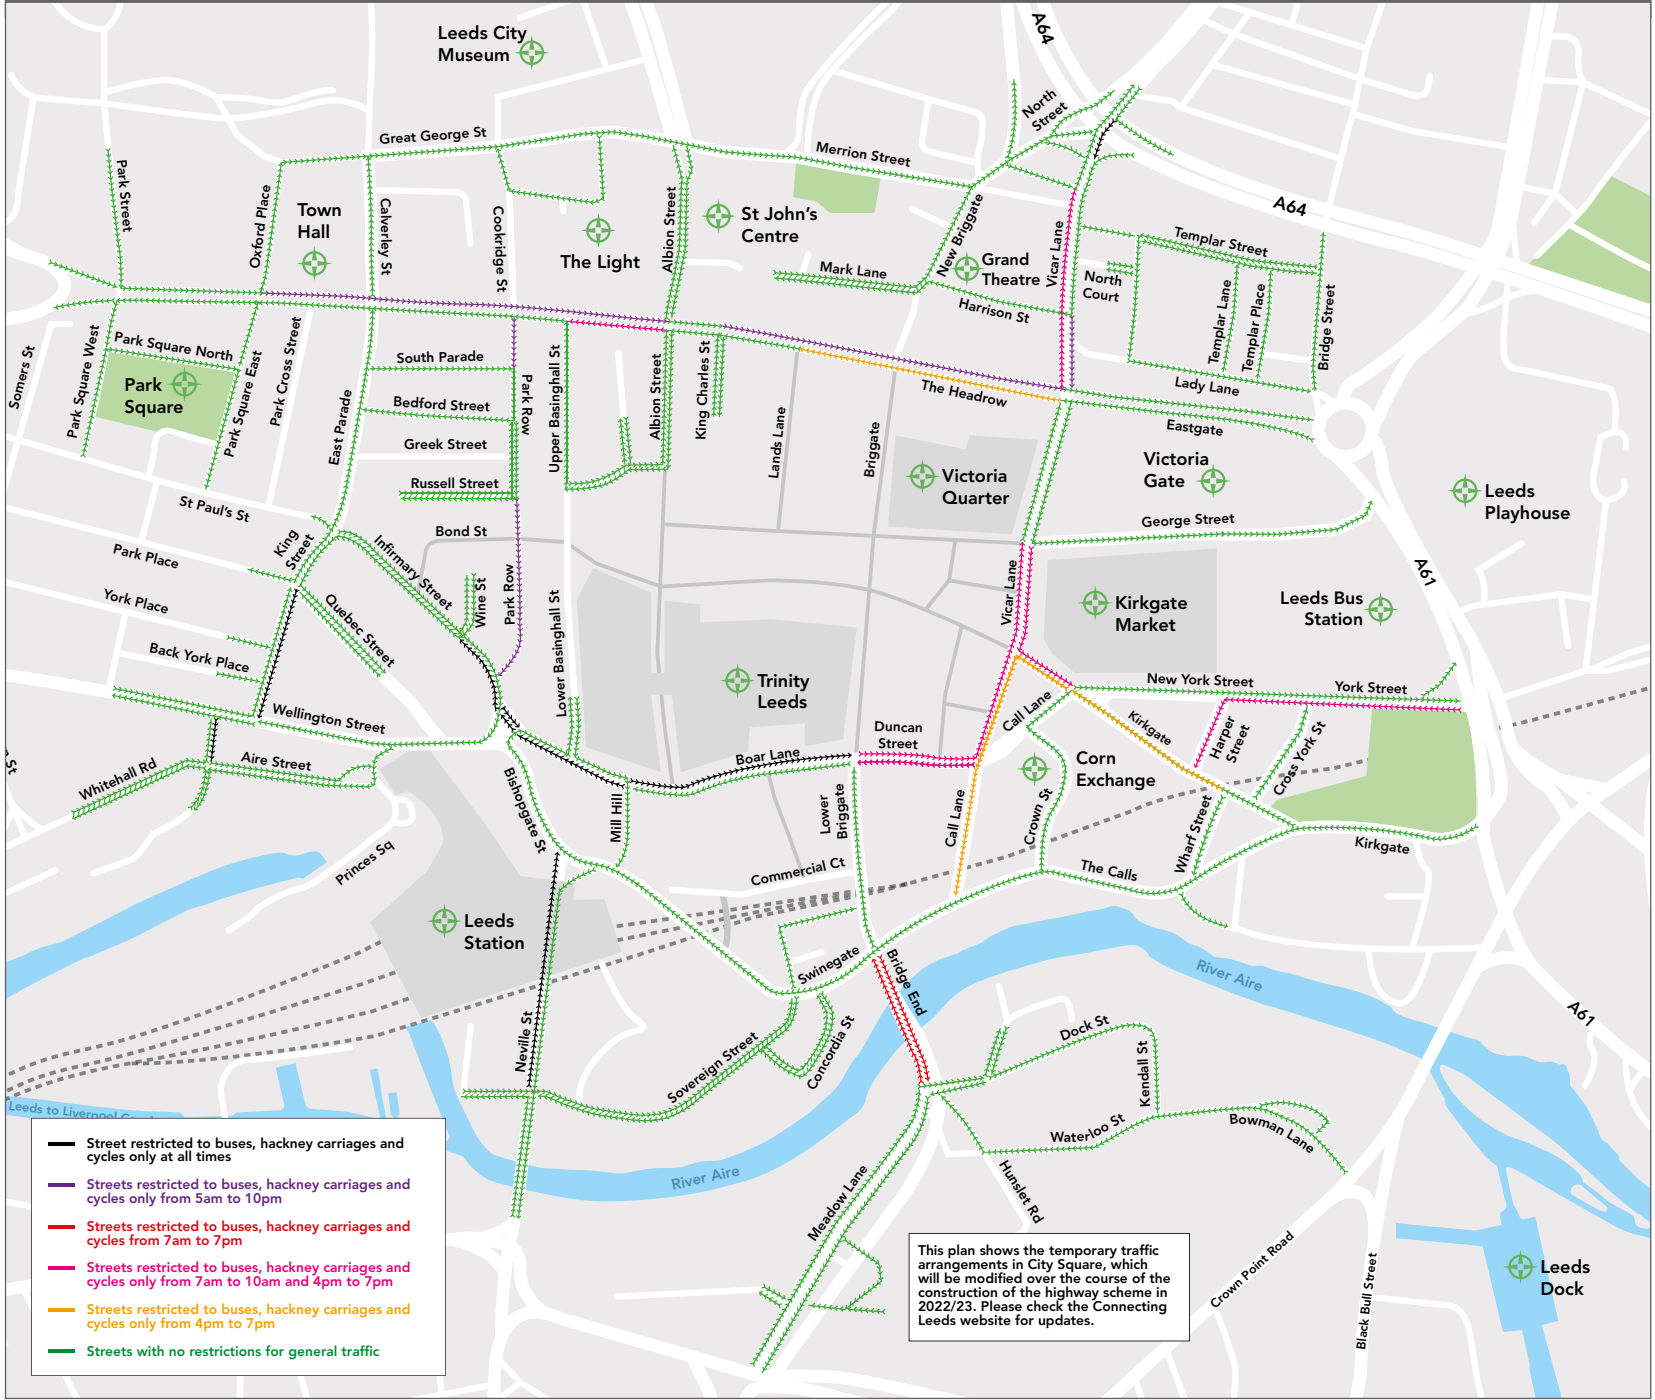 Leeds City
Museum
A64
North
Street
Great George St
Merrion Street
Park Street
Oxford Place
Town
Hall
Calverley St
Cookridge St
The Light
Albion Street
St John's
Centre
New Briggate
Grand
Theatre
Vicar Lane
A64
Templar Street
North
Court
Mark Lane
Harrison St
Templar Lane
Templar Place
Bridge Street
Somers St
Park Square West
Park Square North
Park
Square
Park Square East
Park Cross Street
East Parade
South Parade
Bedford Street
Greek Street
Russell Street
Park Row
Upper Basinghall St
Albion Street
King Charles St
Lands Lane
Briggate
The Headrow
Lady Lane
Eastgate
Victoria
Quarter
Victoria
Gate
Leeds
Playhouse
St Paul's St
George Street
Bond St
King
Street
Infirmary Street
Park Place
York Place
Back York Place
Quebec Street
Wine St
Park Row
Lower Basinghall St
Vicar Lane
Kirkgate
Market
Leeds Bus
Station
A61
Trinity
Leeds
New York Street
York Street
Wellington Street
Call Lane
Duncan
Street
Kirkgate
Harper
Street
Cross York St
Boar Lane
Corn
Exchange
St
Whitehall Rd
Aire Street
Bishopgate St
Mill Hill
Lower
Briggate
Call Lane
Crown St
Wharf Street
Kirkgate
Princes Sq
Commercial Ct
The Calls
Leeds
Station
Swinegate
Bridge End
River Aire
A61
Neville St
Sovereign Street
Concordia St
Dock St
Kendall St
Leeds to Liverpool
Waterloo St
Bowman Lane
River Aire
Meadow Lane
Hunslet Rd
Crown Point Road
Black Bull Street
Leeds
Dock
Street restricted to buses, hackney carriages and
cycles only at all times
Streets restricted to buses, hackney carriages and
cycles only from 5am to 10pm
Streets restricted to buses, hackney carriages and
cycles from 7am to 7pm
Streets restricted to buses, hackney carriages and
cycles only from 7am to 10am and 4pm to 7pm
Streets restricted to buses, hackney carriages and
cycles only from 4pm to 7pm
Streets with no restrictions for general traffic
This plan shows the temporary traffic
arrangements in City Square, which
will be modified over the course of the
construction of the highway scheme in
2022/23. Please check the Connecting
Leeds website for updates.